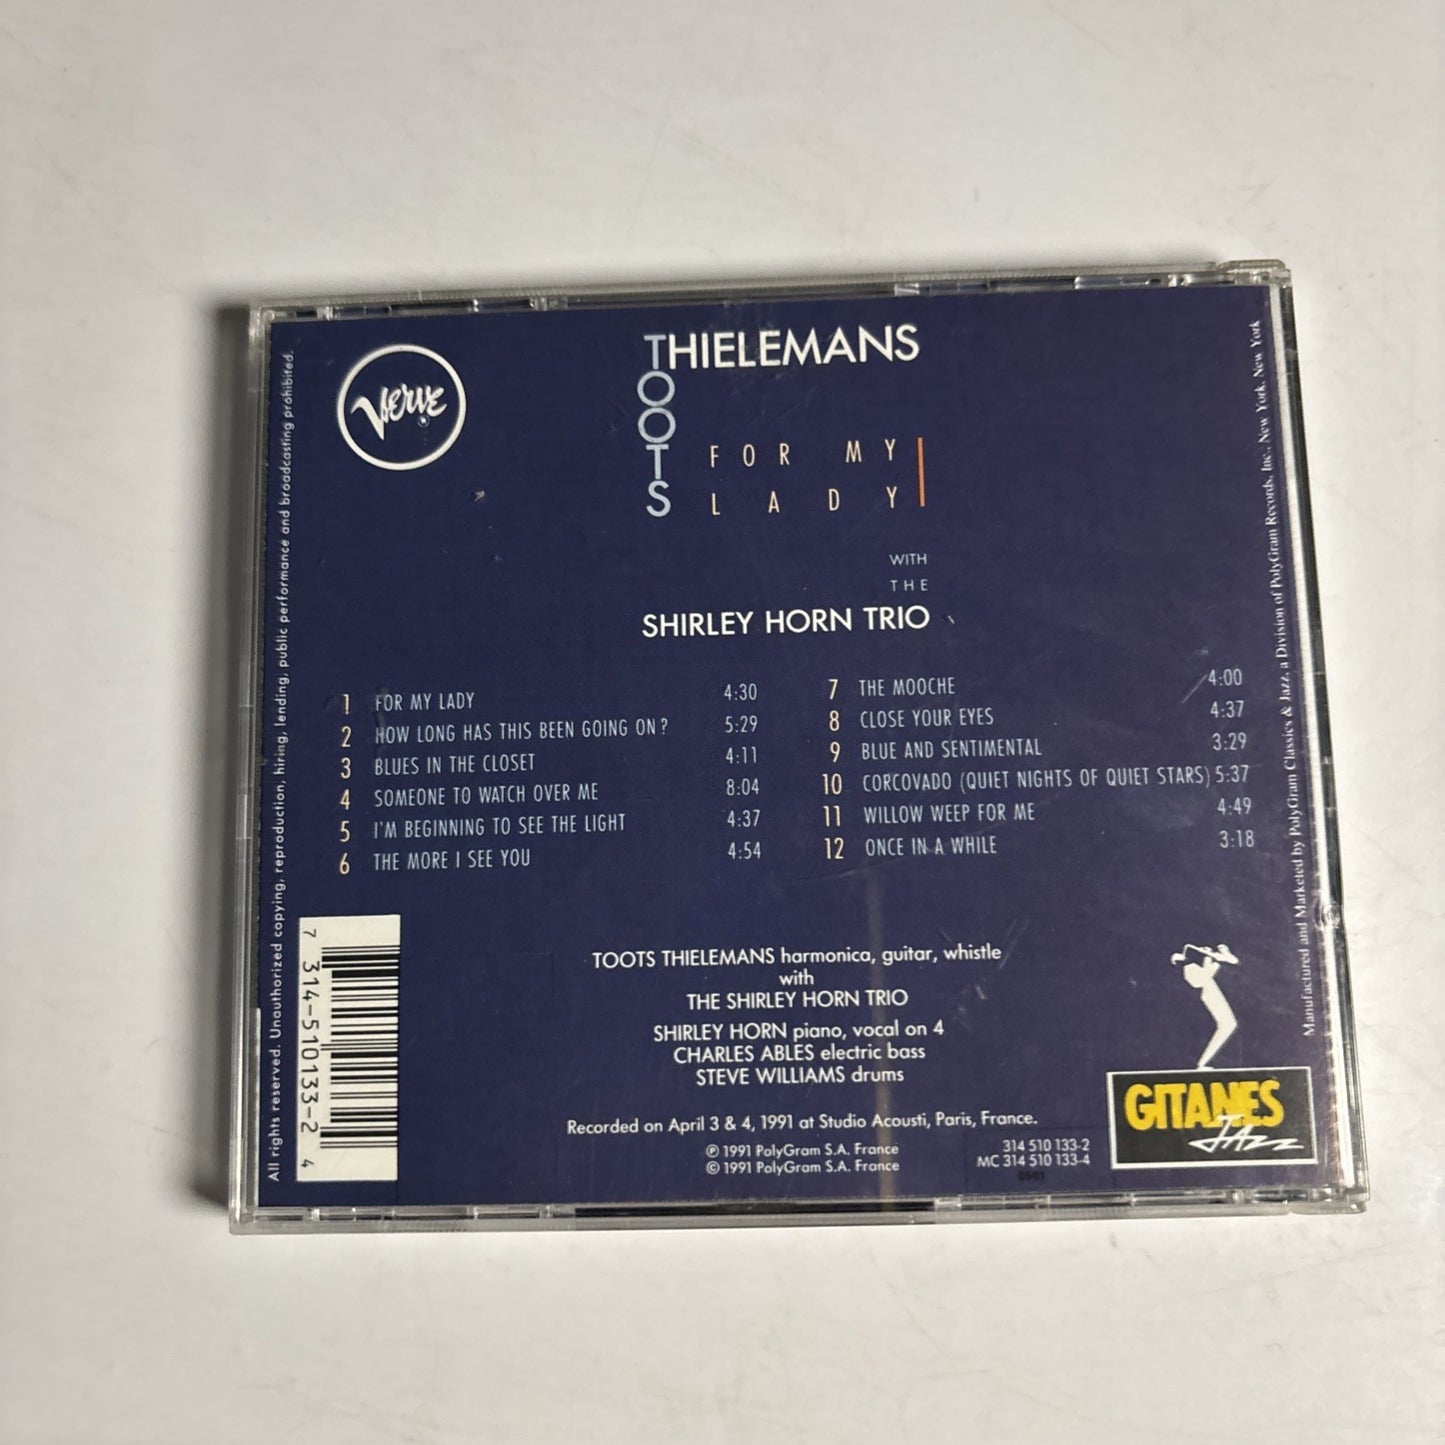 Verve
THIELEMANS
TOOTS
FOR MY
LADY
WITH
THE
SHIRLEY HORN TRIO
1 FOR MY LADY 4:30
2 HOW LONG HAS THIS BEEN GOING ON? 5:29
3 BLUES IN THE CLOSET 4:11
4 SOMEONE TO WATCH OVER ME 8:04
5 I'M BEGINNING TO SEE THE LIGHT 4:37
6 THE MORE I SEE YOU 4:54
7 THE MOOCHE 4:00
8 CLOSE YOUR EYES 4:37
9 BLUE AND SENTIMENTAL 3:29
10 CORCOVADO (QUIET NIGHTS OF QUIET STARS) 5:37
11 WILLOW WEEP FOR ME 4:49
12 ONCE IN A WHILE 3:18
TOOTS THIELEMANS harmonica, guitar, whistle
with
THE SHIRLEY HORN TRIO
SHIRLEY HORN piano, vocal on 4
CHARLES ABLES electric bass
STEVE WILLIAMS drums
Recorded on April 3 & 4, 1991 at Studio Acousti, Paris, France.
℗ 1991 PolyGram S.A. France
© 1991 PolyGram S.A. France
314 510 133-2
MC 314 510 133-4
GITANES
JAZZ
7 314-510133-2 4
All rights reserved. Unauthorized copying, reproduction, hiring, lending, public performance and broadcasting prohibited.
Manufactured and Marketed by PolyGram Classics & Jazz, a Division of PolyGram Records, Inc., New York, New York